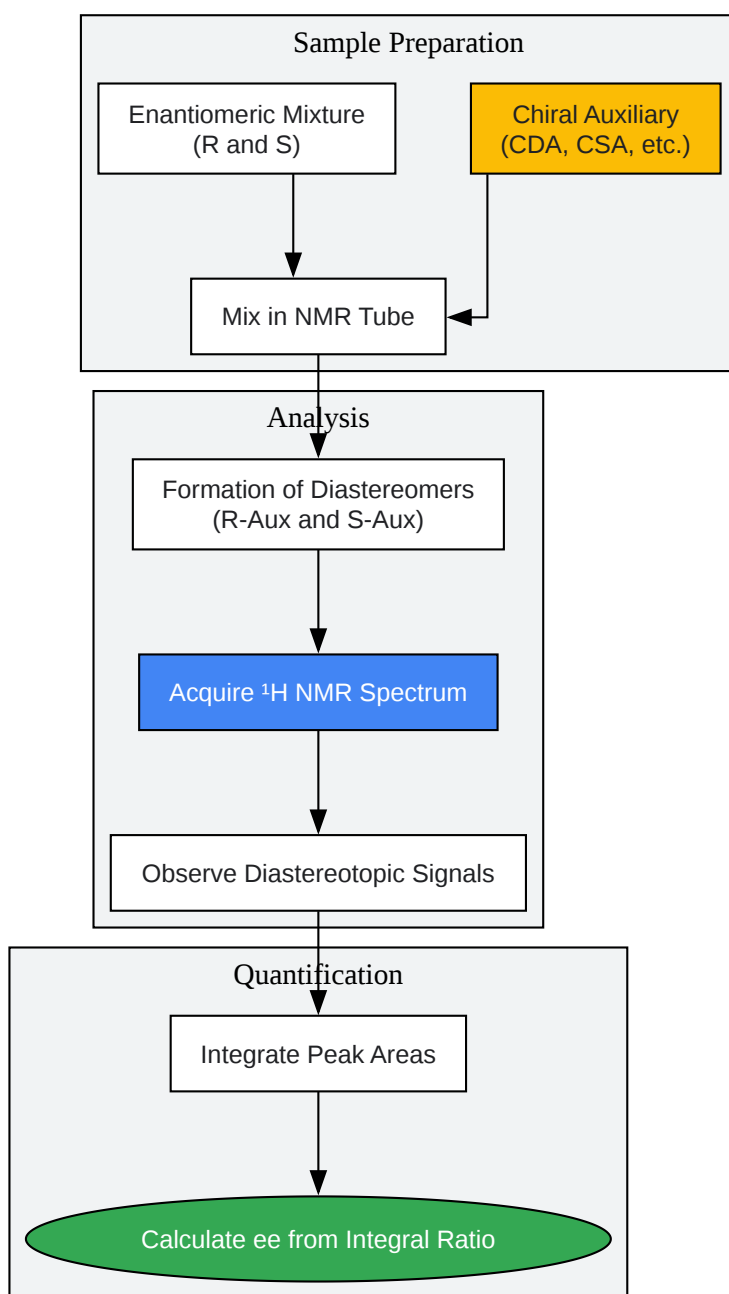 Sample Preparation
Enantiomeric Mixture
(R and S)
Chiral Auxiliary
(CDA, CSA, etc.)
Mix in NMR Tube
Analysis
Formation of Diastereomers
(R-Aux and S-Aux)
Acquire ¹H NMR Spectrum
Observe Diastereotopic Signals
Quantification
Integrate Peak Areas
Calculate ee from Integral Ratio